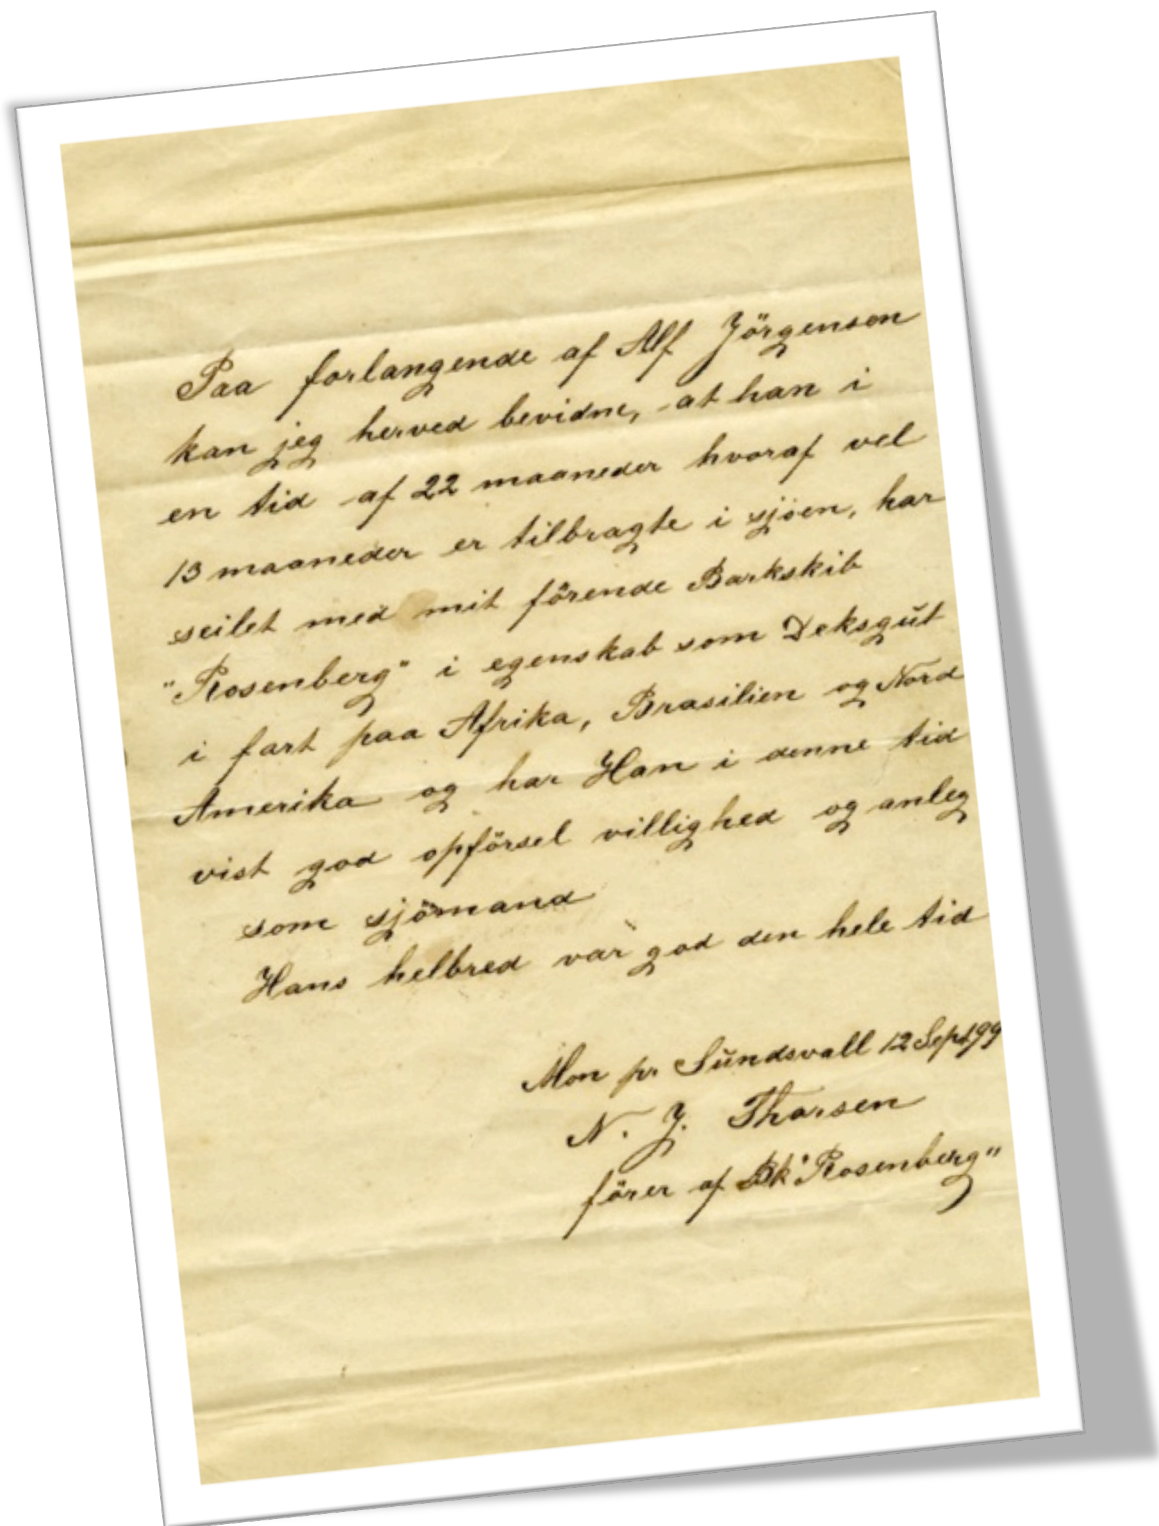 Paa forlangende af Alf Jörgensen
kan jeg herved bevidne, at han i
en tid af 22 maaneder hvoraf vel
13 maaneder er tilbragte i sjöen, har
seilet med mit förende Barkskib
"Rosenberg" i egenskab som Deksgŭt
i fart paa Afrika, Brasilien og Nord
Amerika og har Han i denne tid
vist god opförsel villighed og anleg
som sjömand
Hans helbred var god den hele tid
Mon pr Sŭndsvall 12 Sept 99
N. J. Thorsen
förer af Bk "Rosenberg"